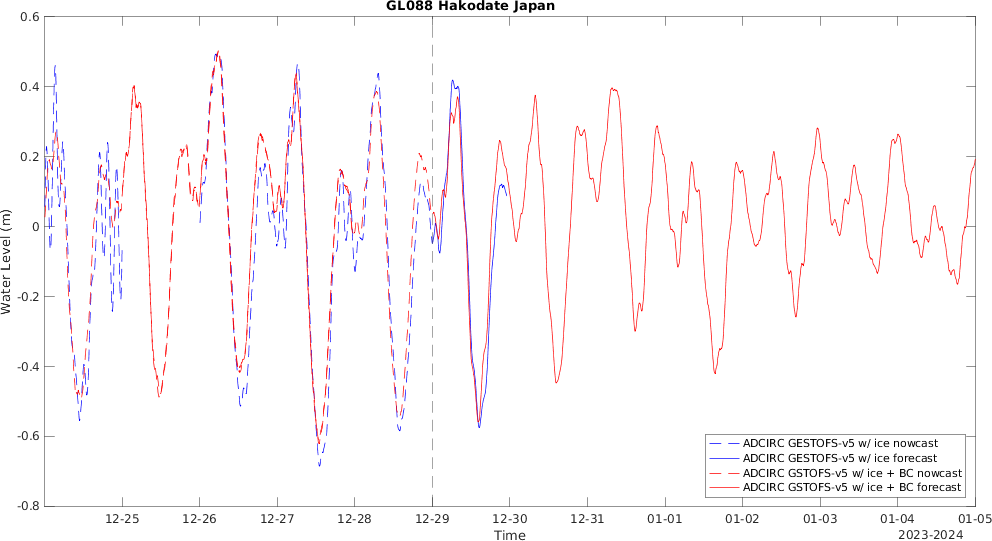 GL088 Hakodate Japan
0.6
0.4
0.2
0
-0.2
-0.4
-0.6
-0.8
Water Level (m)
12-25 12-26 12-27 12-28 12-29 12-30 12-31 01-01 01-02 01-03 01-04 01-05
Time
2023-2024
ADCIRC GESTOFS-v5 w/ ice nowcast
ADCIRC GESTOFS-v5 w/ ice forecast
ADCIRC GSTOFS-v5 w/ ice + BC nowcast
ADCIRC GSTOFS-v5 w/ ice + BC forecast